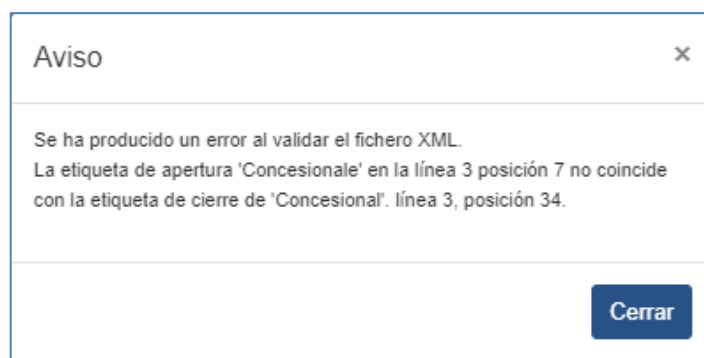 Aviso ×
Se ha producido un error al validar el fichero XML.
La etiqueta de apertura 'Concesionale' en la línea 3 posición 7 no coincide
con la etiqueta de cierre de 'Concesional'. línea 3, posición 34.
Cerrar